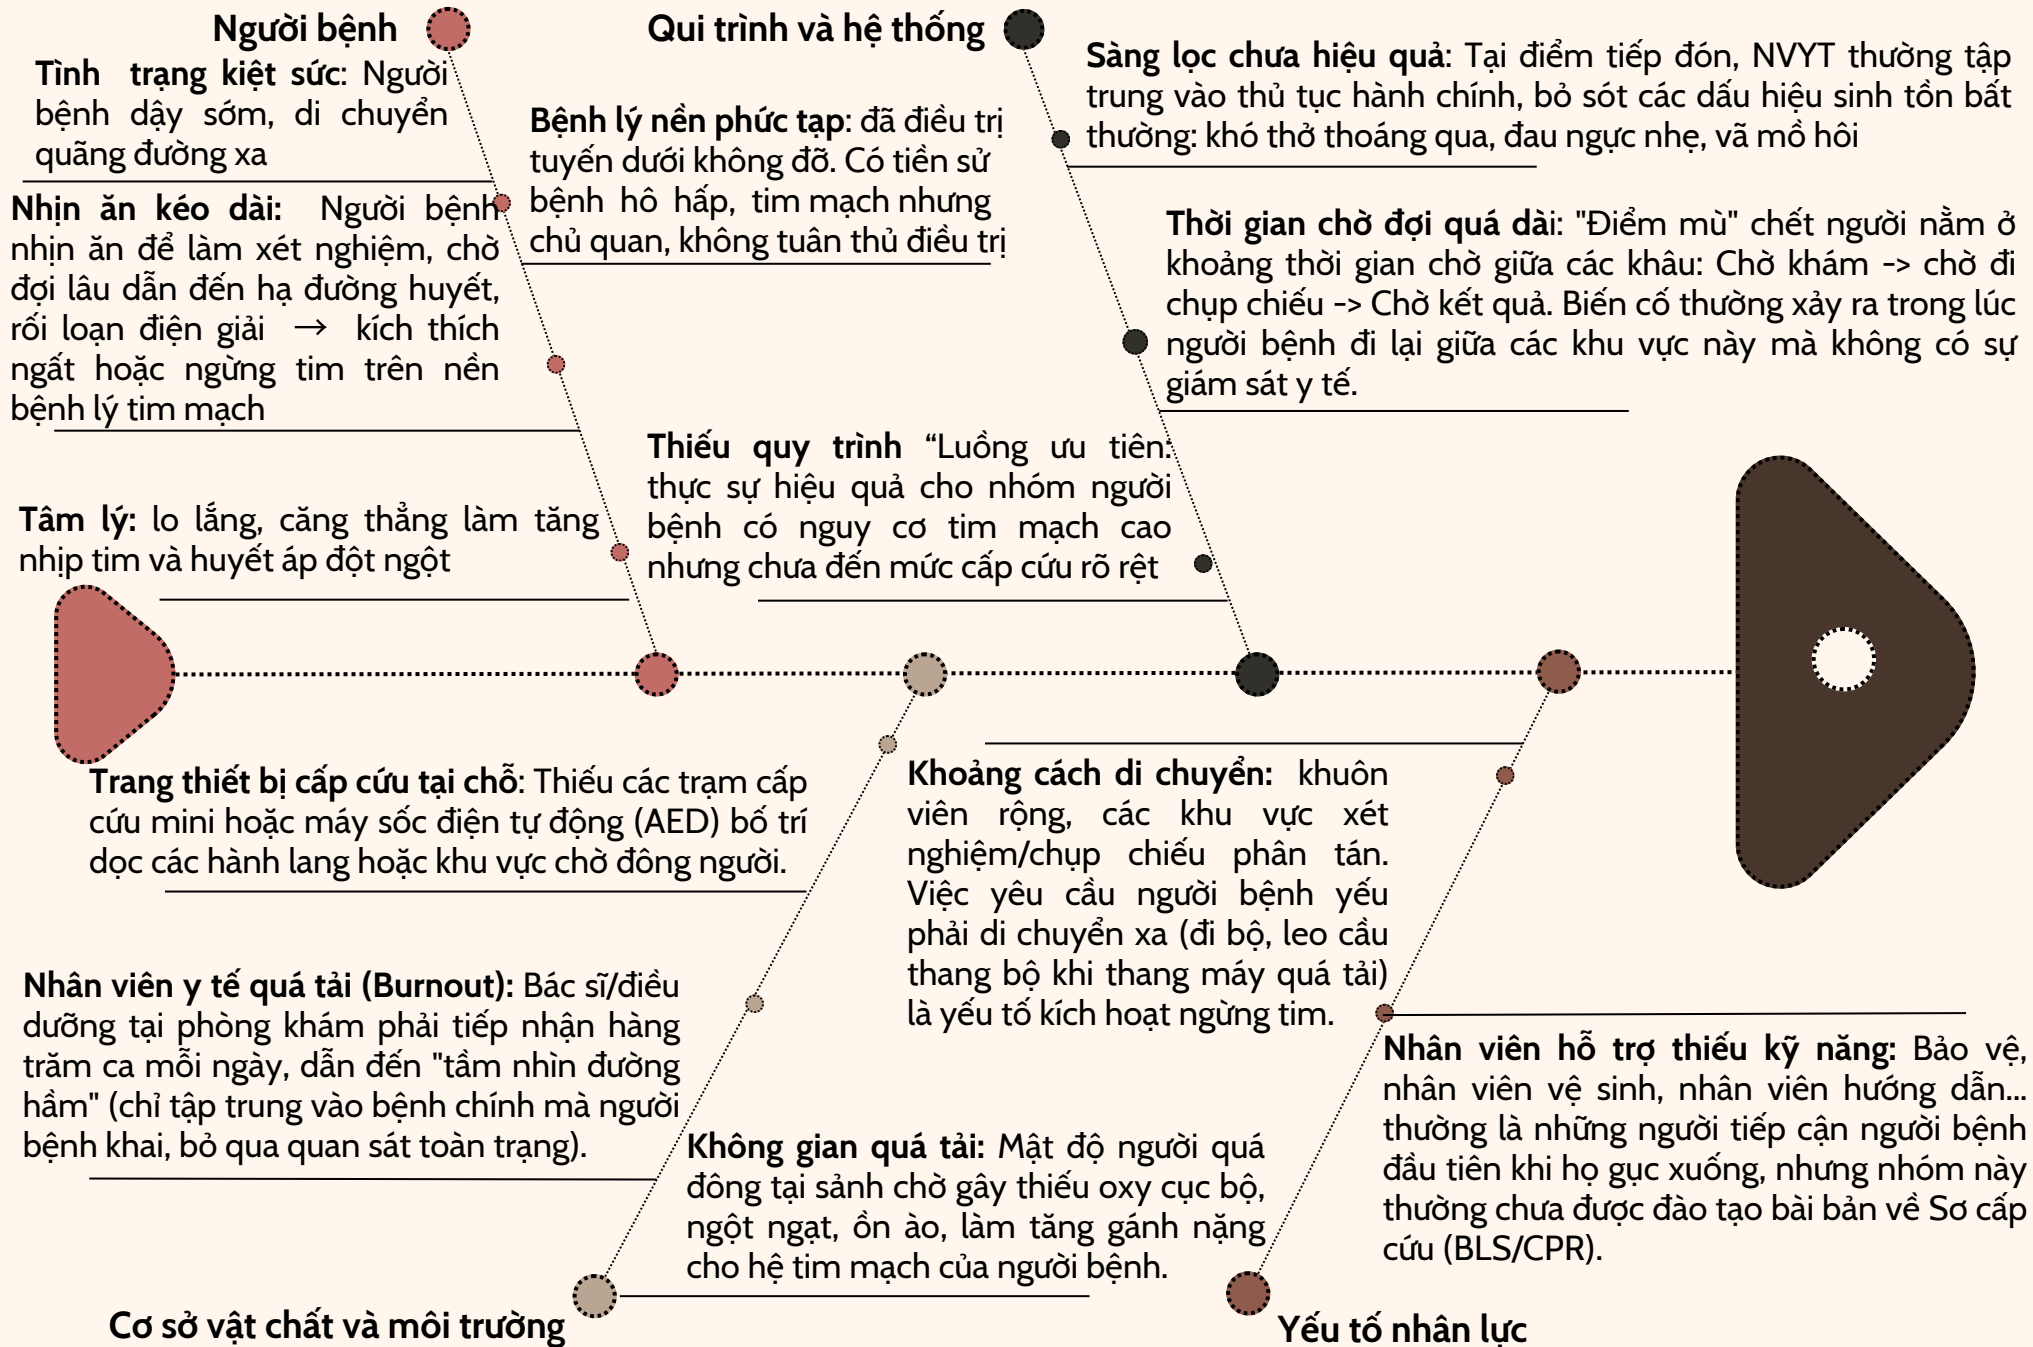 Người bệnh
Tình trạng kiệt sức: Người
bệnh dậy sớm, di chuyển
quãng đường xa
Nhịn ăn kéo dài: Người bệnh
nhịn ăn để làm xét nghiệm, chờ
đợi lâu dẫn đến hạ đường huyết,
rối loạn điện giải → kích thích
ngất hoặc ngừng tim trên nền
bệnh lý tim mạch
Tâm lý: lo lắng, căng thẳng làm tăng
nhịp tim và huyết áp đột ngột
Bệnh lý nền phức tạp: đã điều trị
tuyến dưới không đỡ. Có tiền sử
bệnh hô hấp, tim mạch nhưng
chủ quan, không tuân thủ điều trị
Qui trình và hệ thống
Sàng lọc chưa hiệu quả: Tại điểm tiếp đón, NVYT thường tập
trung vào thủ tục hành chính, bỏ sót các dấu hiệu sinh tồn bất
thường: khó thở thoáng qua, đau ngực nhẹ, vã mồ hôi
Thời gian chờ đợi quá dài: "Điểm mù" chết người nằm ở
khoảng thời gian chờ giữa các khâu: Chờ khám -> chờ đi
chụp chiếu -> Chờ kết quả. Biến cố thường xảy ra trong lúc
người bệnh đi lại giữa các khu vực này mà không có sự
giám sát y tế.
Thiếu quy trình “Luồng ưu tiên:
thực sự hiệu quả cho nhóm người
bệnh có nguy cơ tim mạch cao
nhưng chưa đến mức cấp cứu rõ rệt
Trang thiết bị cấp cứu tại chỗ: Thiếu các trạm cấp
cứu mini hoặc máy sốc điện tự động (AED) bố trí
dọc các hành lang hoặc khu vực chờ đông người.
Nhân viên y tế quá tải (Burnout): Bác sĩ/điều
dưỡng tại phòng khám phải tiếp nhận hàng
trăm ca mỗi ngày, dẫn đến "tầm nhìn đường
hầm" (chỉ tập trung vào bệnh chính mà người
bệnh khai, bỏ qua quan sát toàn trạng).
Không gian quá tải: Mật độ người quá
đông tại sảnh chờ gây thiếu oxy cục bộ,
ngột ngạt, ồn ào, làm tăng gánh nặng
cho hệ tim mạch của người bệnh.
Cơ sở vật chất và môi trường
Khoảng cách di chuyển: khuôn
viên rộng, các khu vực xét
nghiệm/chụp chiếu phân tán.
Việc yêu cầu người bệnh yếu
phải di chuyển xa (đi bộ, leo cầu
thang bộ khi thang máy quá tải)
là yếu tố kích hoạt ngừng tim.
Nhân viên hỗ trợ thiếu kỹ năng: Bảo vệ,
nhân viên vệ sinh, nhân viên hướng dẫn...
thường là những người tiếp cận người bệnh
đầu tiên khi họ gục xuống, nhưng nhóm này
thường chưa được đào tạo bài bản về Sơ cấp
cứu (BLS/CPR).
Yếu tố nhân lực